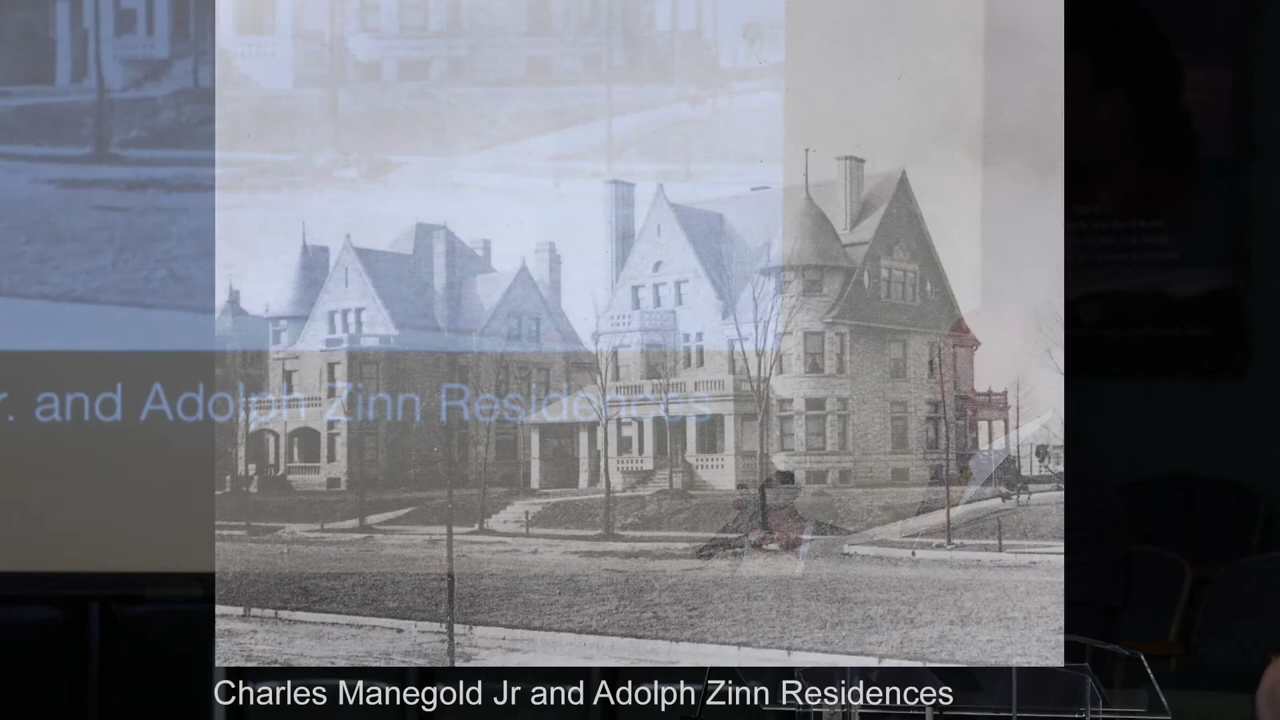 r. and Adolph Zinn Residences
Charles Manegold Jr and Adolph Zinn Residences